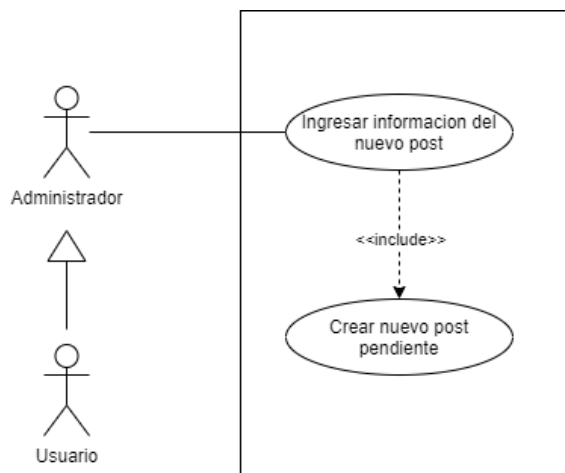 Ingresar informacion del
nuevo post
Administrador
<<include>>
Crear nuevo post
pendiente
Usuario